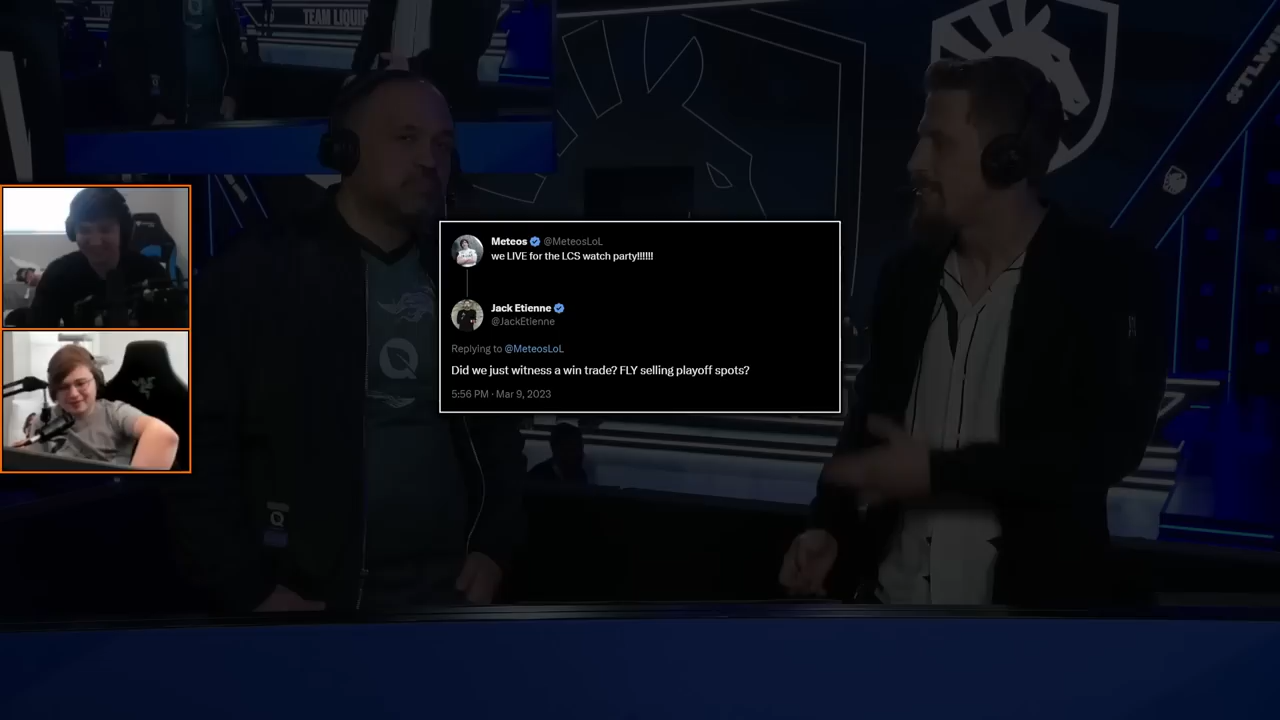 TEAM LIQUID
#TLW
Meteos @MeteosLoL
we LIVE for the LCS watch party!!!!!!
Jack Etienne
@JackEtienne
Replying to @MeteosLoL
Did we just witness a win trade? FLY selling playoff spots?
5:56 PM · Mar 9, 2023